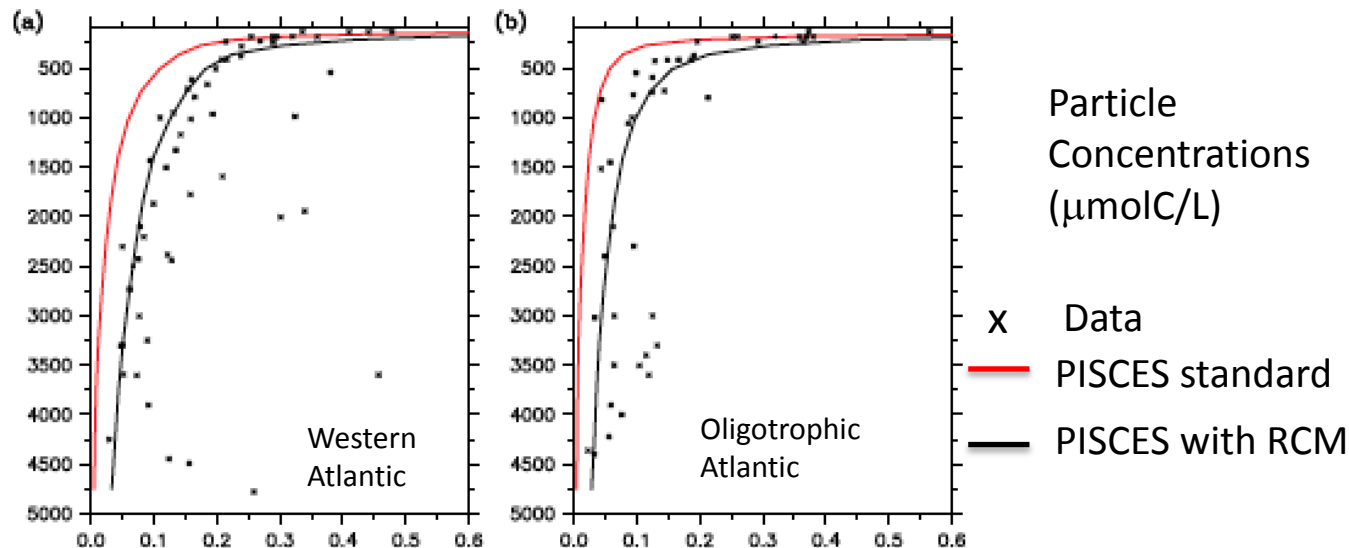 (a)
(b)
500
1000
1500
2000
2500
3000
3500
4000
4500
5000
0.0 0.1 0.2 0.3 0.4 0.5 0.6
Western
Atlantic
500
1000
1500
2000
2500
3000
3500
4000
4500
5000
0.0 0.1 0.2 0.3 0.4 0.5 0.6
Oligotrophic
Atlantic
Particle
Concentrations
(μmolC/L)
x Data
PISCES standard
PISCES with RCM